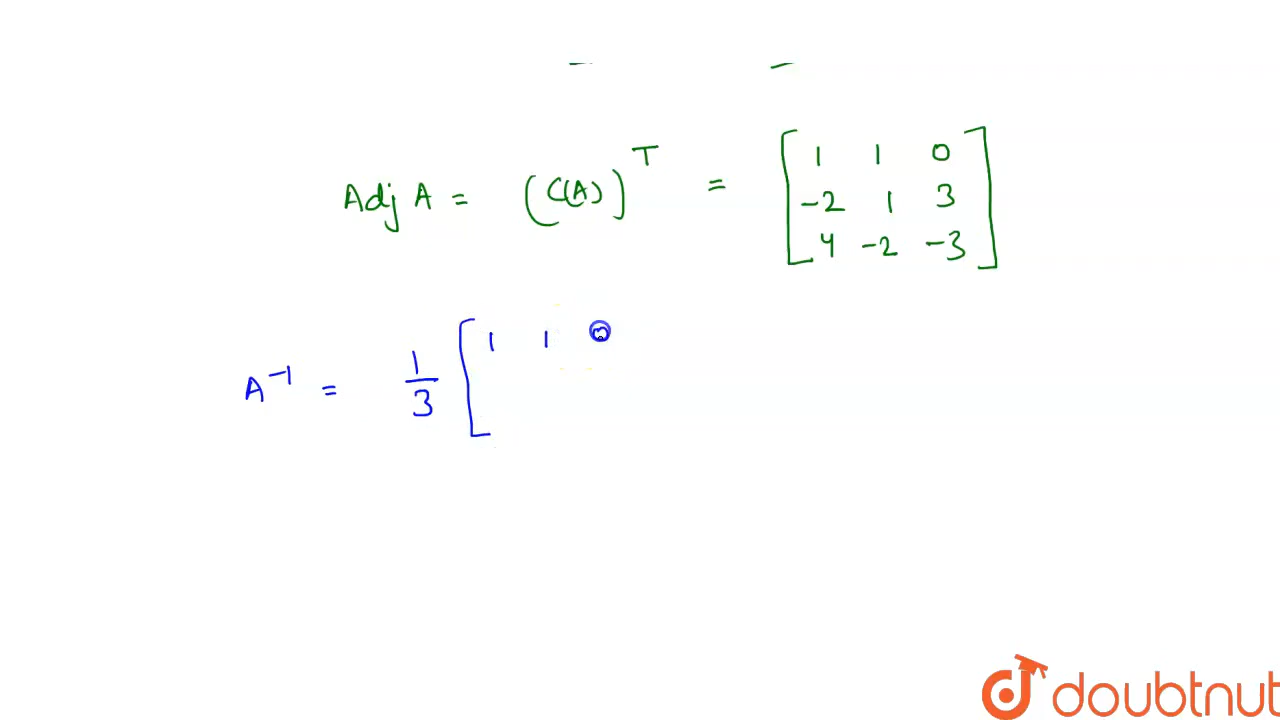 Adj A = (C(A))^T = [1 1 0
-2 1 3
4 -2 -3]
A^-1 = 1/3 [1 1 0
doubtnut